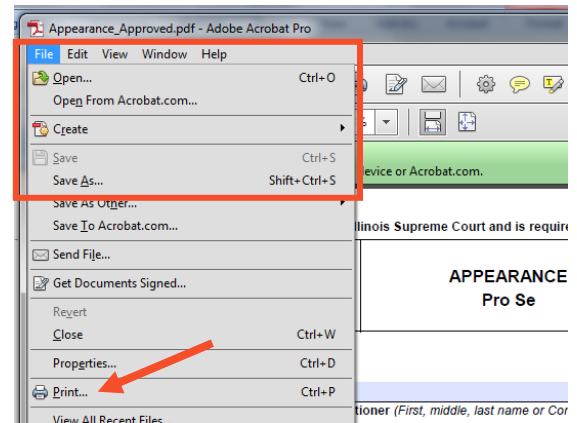 Appearance_Approved.pdf - Adobe Acrobat Pro
File Edit View Window Help
Open... Ctrl+O
Open From Acrobat.com...
Create
Save Ctrl+S
evice or Acrobat.com.
Save As... Shift+Ctrl+S
Save As Other...
Save To Acrobat.com...
llinois Supreme Court and is require
Send File...
APPEARANCE
Get Documents Signed...
Pro Se
Revert
Close Ctrl+W
Properties... Ctrl+D
Print... Ctrl+P
View All Recent Files
tioner (First, middle, last name or Cor